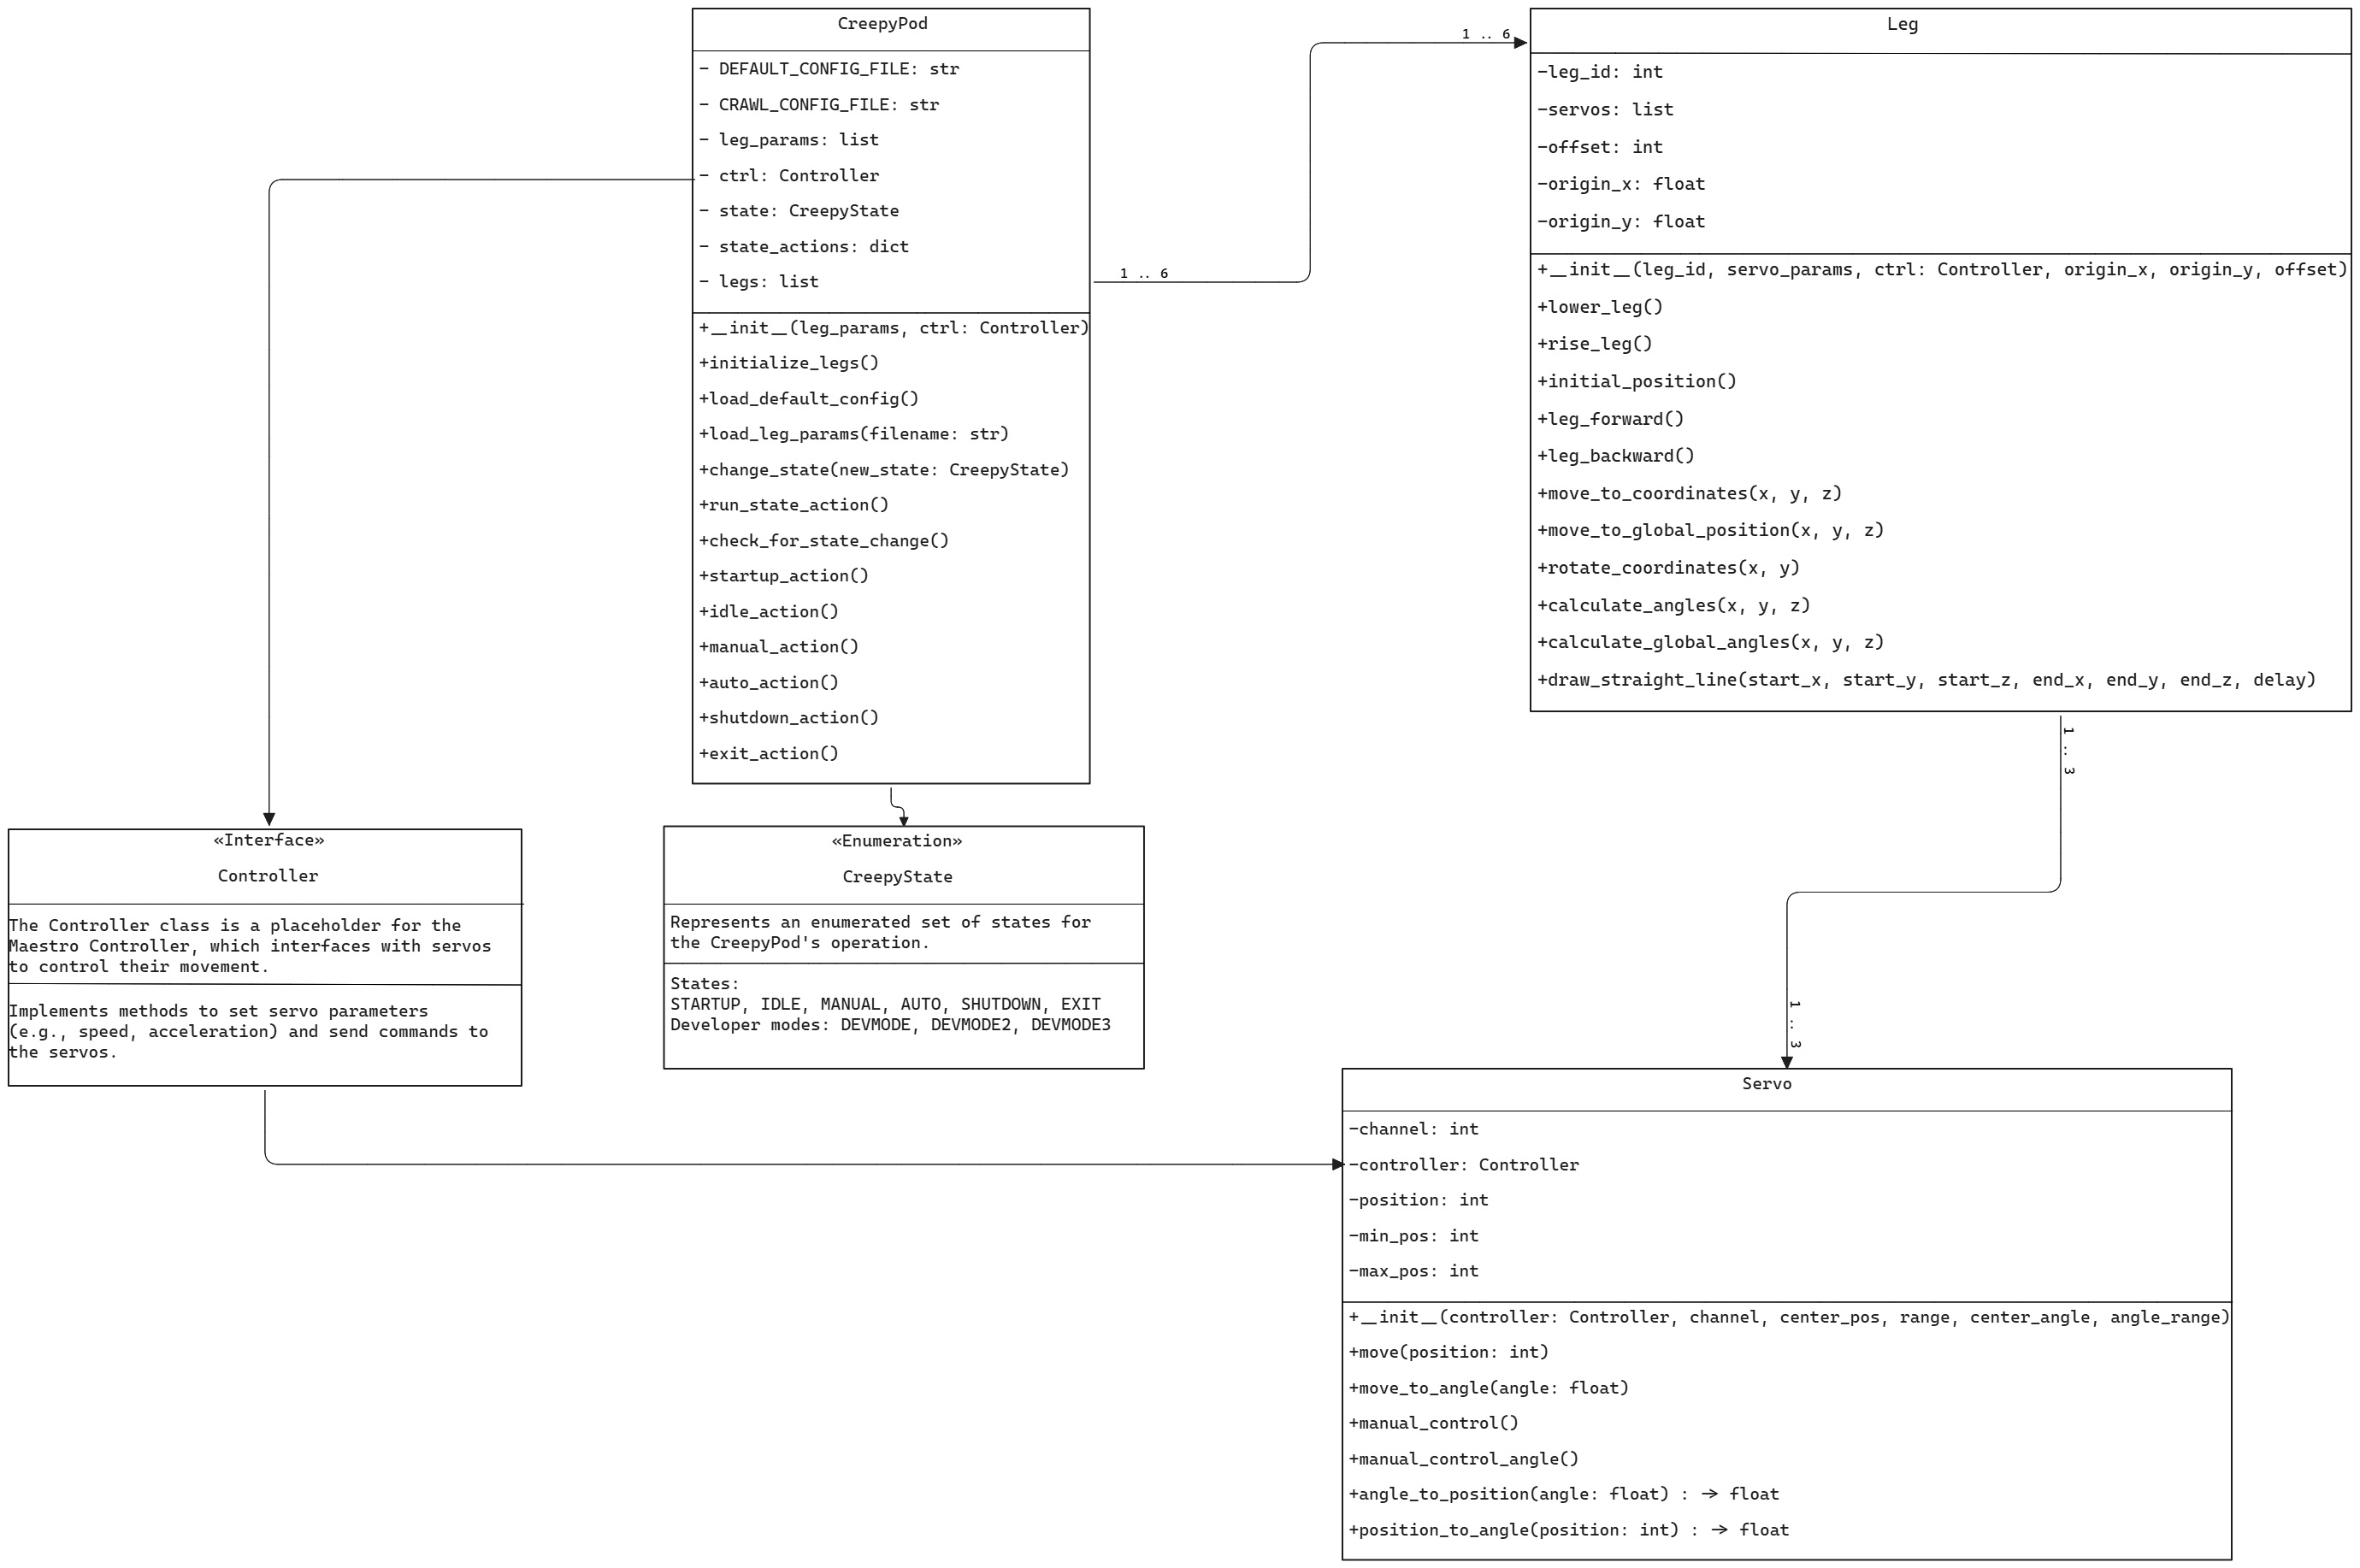 CreepyPod
- DEFAULT_CONFIG_FILE: str
- CRAWL_CONFIG_FILE: str
- leg_params: list
- ctrl: Controller
- state: CreepyState
- state_actions: dict
- legs: list
+__init__(leg_params, ctrl: Controller)
+initialize_legs()
+load_default_config()
+load_leg_params(filename: str)
+change_state(new_state: CreepyState)
+run_state_action()
+check_for_state_change()
+startup_action()
+idle_action()
+manual_action()
+auto_action()
+shutdown_action()
+exit_action()
1 .. 6
1 .. 6
Leg
-leg_id: int
-servos: list
-offset: int
-origin_x: float
-origin_y: float
+__init__(leg_id, servo_params, ctrl: Controller, origin_x, origin_y, offset)
+lower_leg()
+rise_leg()
+initial_position()
+leg_forward()
+leg_backward()
+move_to_coordinates(x, y, z)
+move_to_global_position(x, y, z)
+rotate_coordinates(x, y)
+calculate_angles(x, y, z)
+calculate_global_angles(x, y, z)
+draw_straight_line(start_x, start_y, start_z, end_x, end_y, end_z, delay)
1 .. 3
1 .. 3
«Interface»
Controller
The Controller class is a placeholder for the
Maestro Controller, which interfaces with servos
to control their movement.
Implements methods to set servo parameters
(e.g., speed, acceleration) and send commands to
the servos.
«Enumeration»
CreepyState
Represents an enumerated set of states for
the CreepyPod's operation.
States:
STARTUP, IDLE, MANUAL, AUTO, SHUTDOWN, EXIT
Developer modes: DEVMODE, DEVMODE2, DEVMODE3
Servo
-channel: int
-controller: Controller
-position: int
-min_pos: int
-max_pos: int
+__init__(controller: Controller, channel, center_pos, range, center_angle, angle_range)
+move(position: int)
+move_to_angle(angle: float)
+manual_control()
+manual_control_angle()
+angle_to_position(angle: float) : → float
+position_to_angle(position: int) : → float